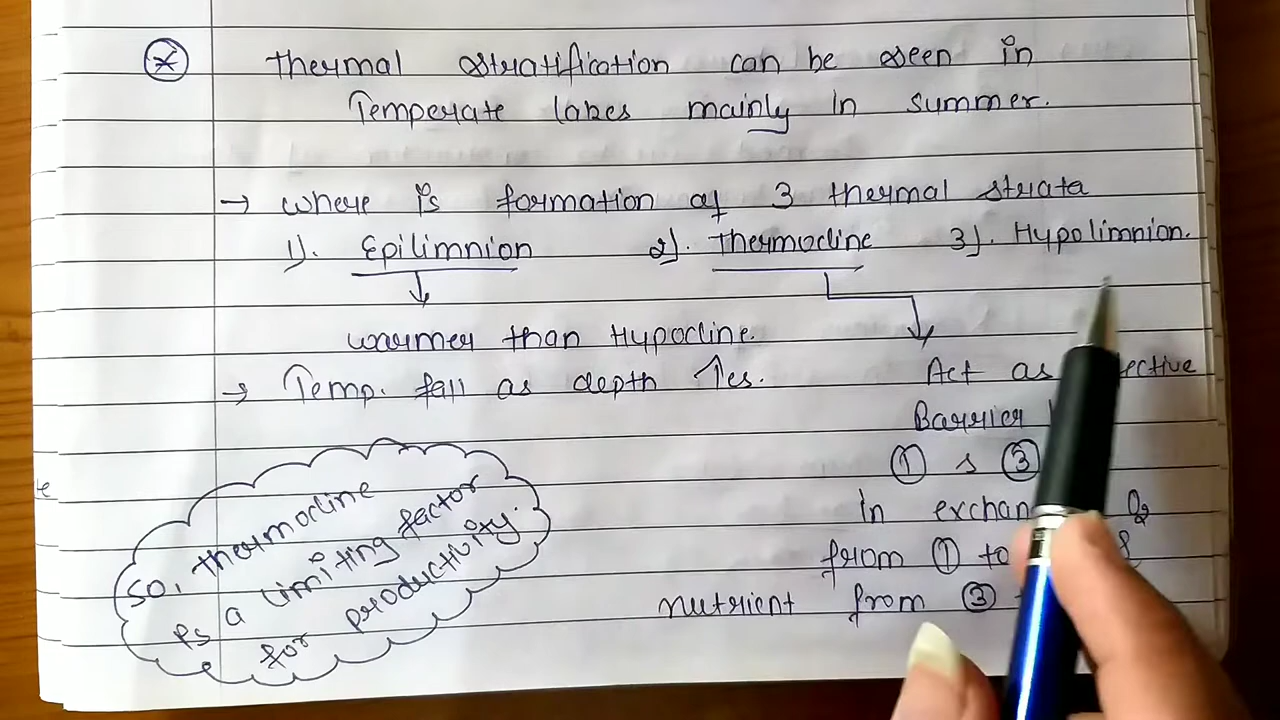 * Thermal stratification can be seen in
Temperate lakes mainly in summer.
→ where is formation of 3 thermal strata
1). Epilimnion 2). Thermocline 3). Hypolimnion.
warmer than Hypocline.
→ Temp. fall as depth ↑es.
Act as
Barrier
① & ③
in exchan O2
from ① to &
nutrient from ③
So, thermocline
is a limiting factor
for productivity.